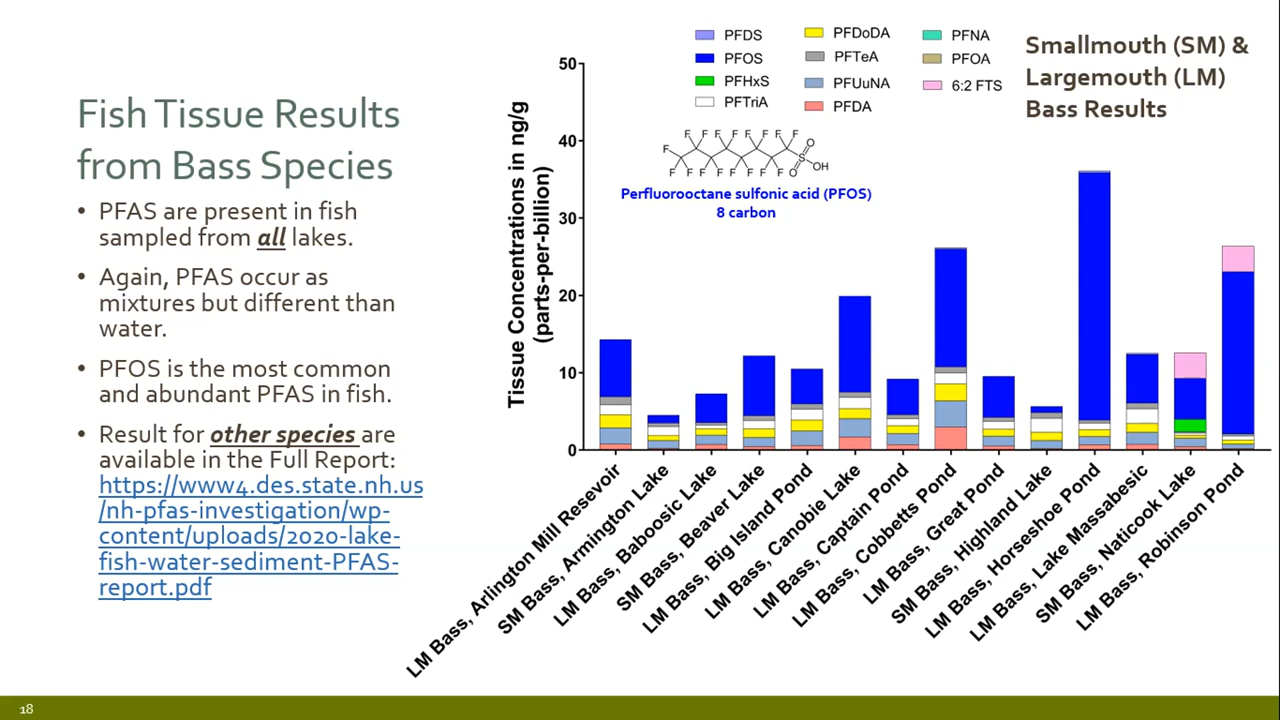 Fish Tissue Results
from Bass Species
• PFAS are present in fish
sampled from all lakes.
• Again, PFAS occur as
mixtures but different than
water.
• PFOS is the most common
and abundant PFAS in fish.
• Result for other species are
available in the Full Report:
https://www4.des.state.nh.us
/nh-pfas-investigation/wp-
content/uploads/2020-lake-
fish-water-sediment-PFAS-
report.pdf
Smallmouth (SM) &
Largemouth (LM)
Bass Results
PFDS
PFOS
PFHxS
PFTriA
PFDoDA
PFTeA
PFUuNA
PFDA
PFNA
PFOA
6:2 FTS
F F F F F F F F
F
F F F F F F F F
O
S
OH
O
Perfluorooctane sulfonic acid (PFOS)
8 carbon
Tissue Concentrations in ng/g
(parts-per-billion)
50
40
30
20
10
0
LM Bass, Arlington Mill Resevoir
SM Bass, Armington Lake
LM Bass, Baboosic Lake
SM Bass, Beaver Lake
LM Bass, Big Island Pond
LM Bass, Canobie Lake
LM Bass, Captain Pond
LM Bass, Cobbetts Pond
LM Bass, Great Pond
SM Bass, Highland Lake
LM Bass, Horseshoe Pond
LM Bass, Lake Massabesic
SM Bass, Naticook Lake
LM Bass, Robinson Pond
18